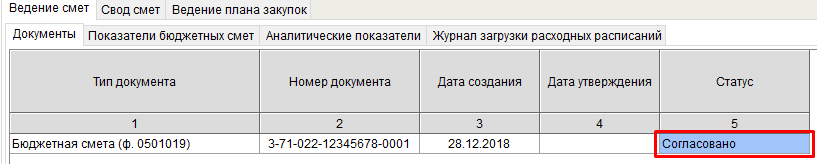 Ведение смет Свод смет Ведение плана закупок
Документы Показатели бюджетных смет Аналитические показатели Журнал загрузки расходных расписаний
Тип документа Номер документа Дата создания Дата утверждения Статус
1 2 3 4 5
Бюджетная смета (ф. 0501019) 3-71-022-12345678-0001 28.12.2018 Согласовано